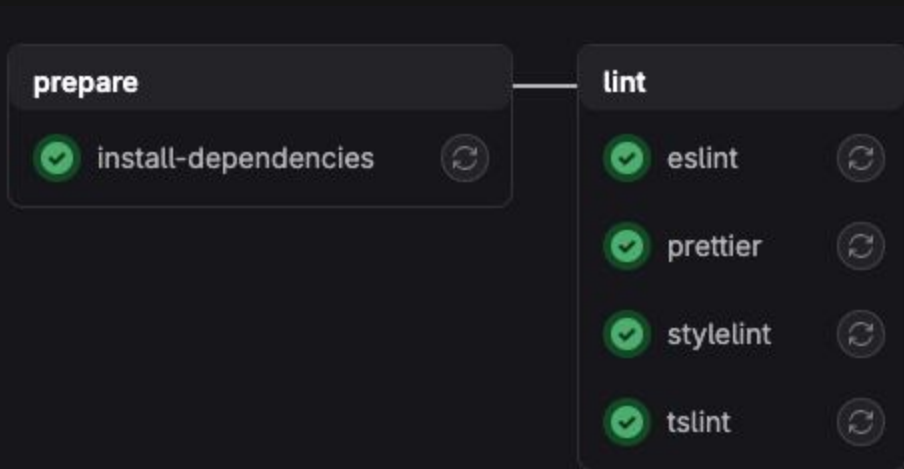 prepare
install-dependencies
lint
eslint
prettier
stylelint
tslint